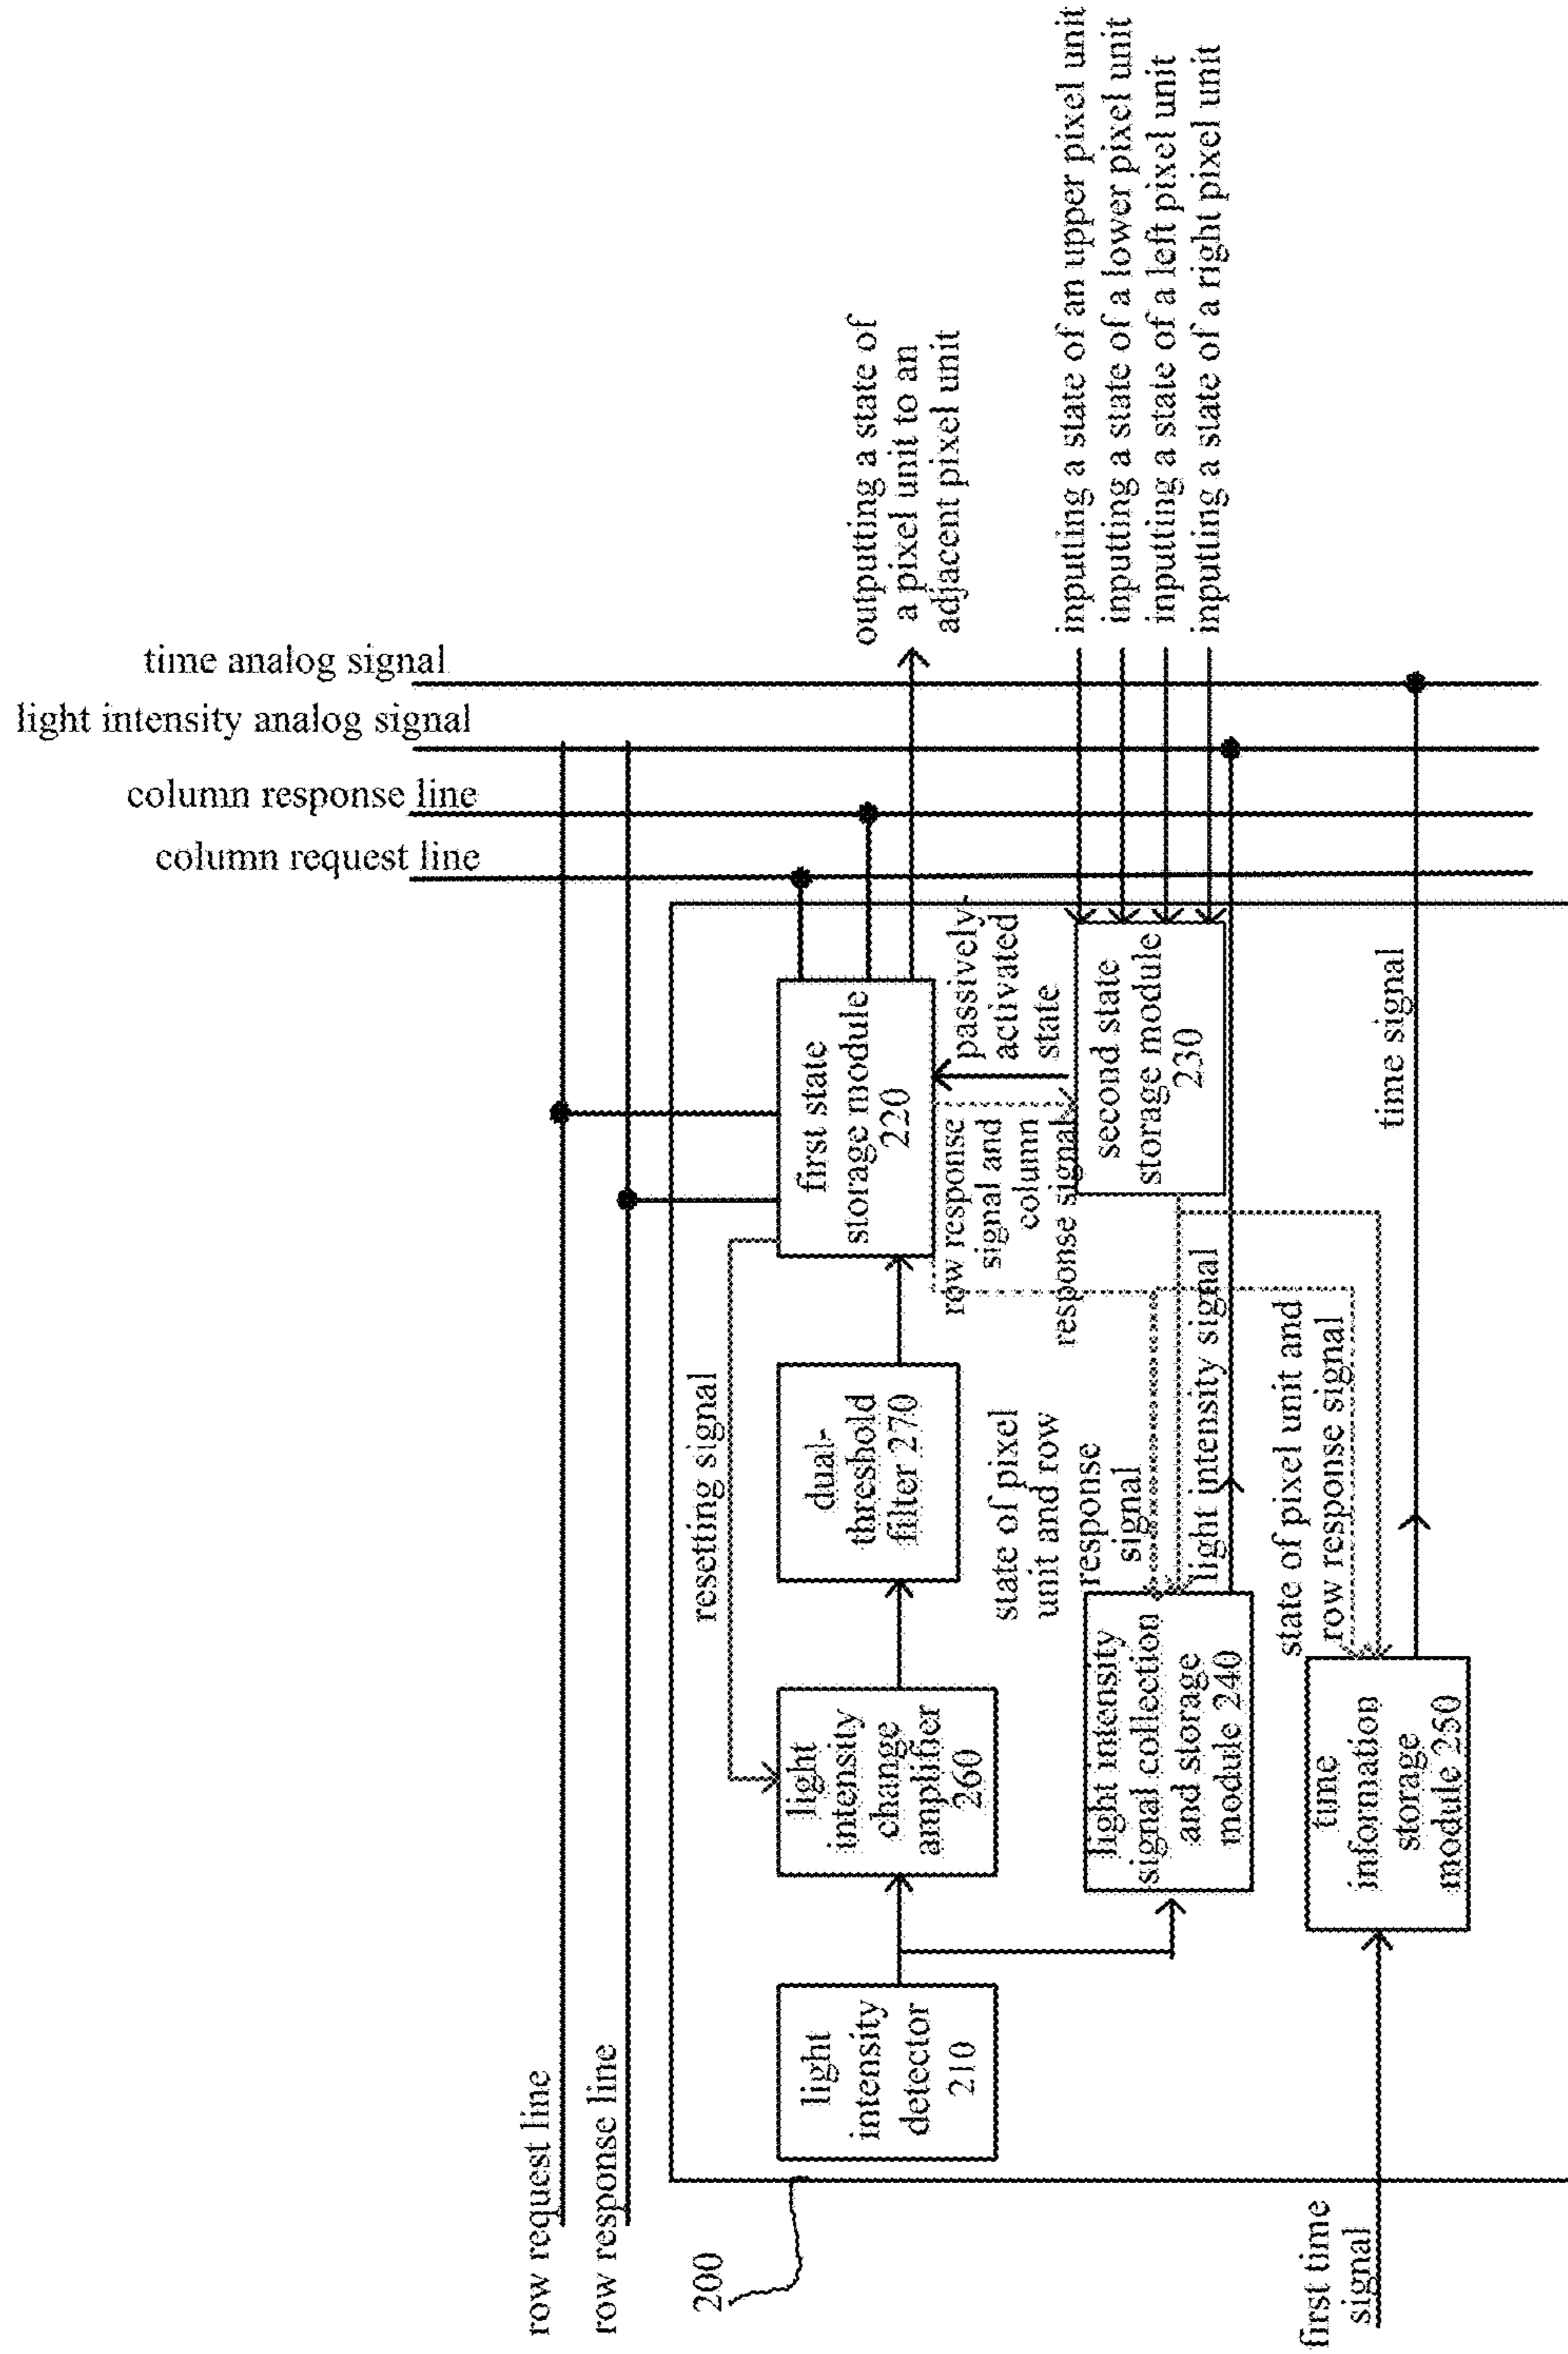 time analog signal
light intensity analog signal
column response line
column request line
row request line
row response line
200
outputting a state of
a pixel unit to an
adjacent pixel unit
inputting a state of an upper pixel unit
inputting a state of a lower pixel unit
inputting a state of a left pixel unit
inputting a state of a right pixel unit
resetting signal
light
intensity
detector
210
light
intensity
change
amplifier
260
dual-
threshold
filter 270
first state
storage module
220
passively-
activated
state
row response
signal and
column
response signal
second state
storage module
230
state of pixel
unit and row
response
signal
light intensity signal
light intensity
signal collection
and storage
module 240
state of pixel unit and
row response signal
time signal
time
information
storage
module 250
first time
signal